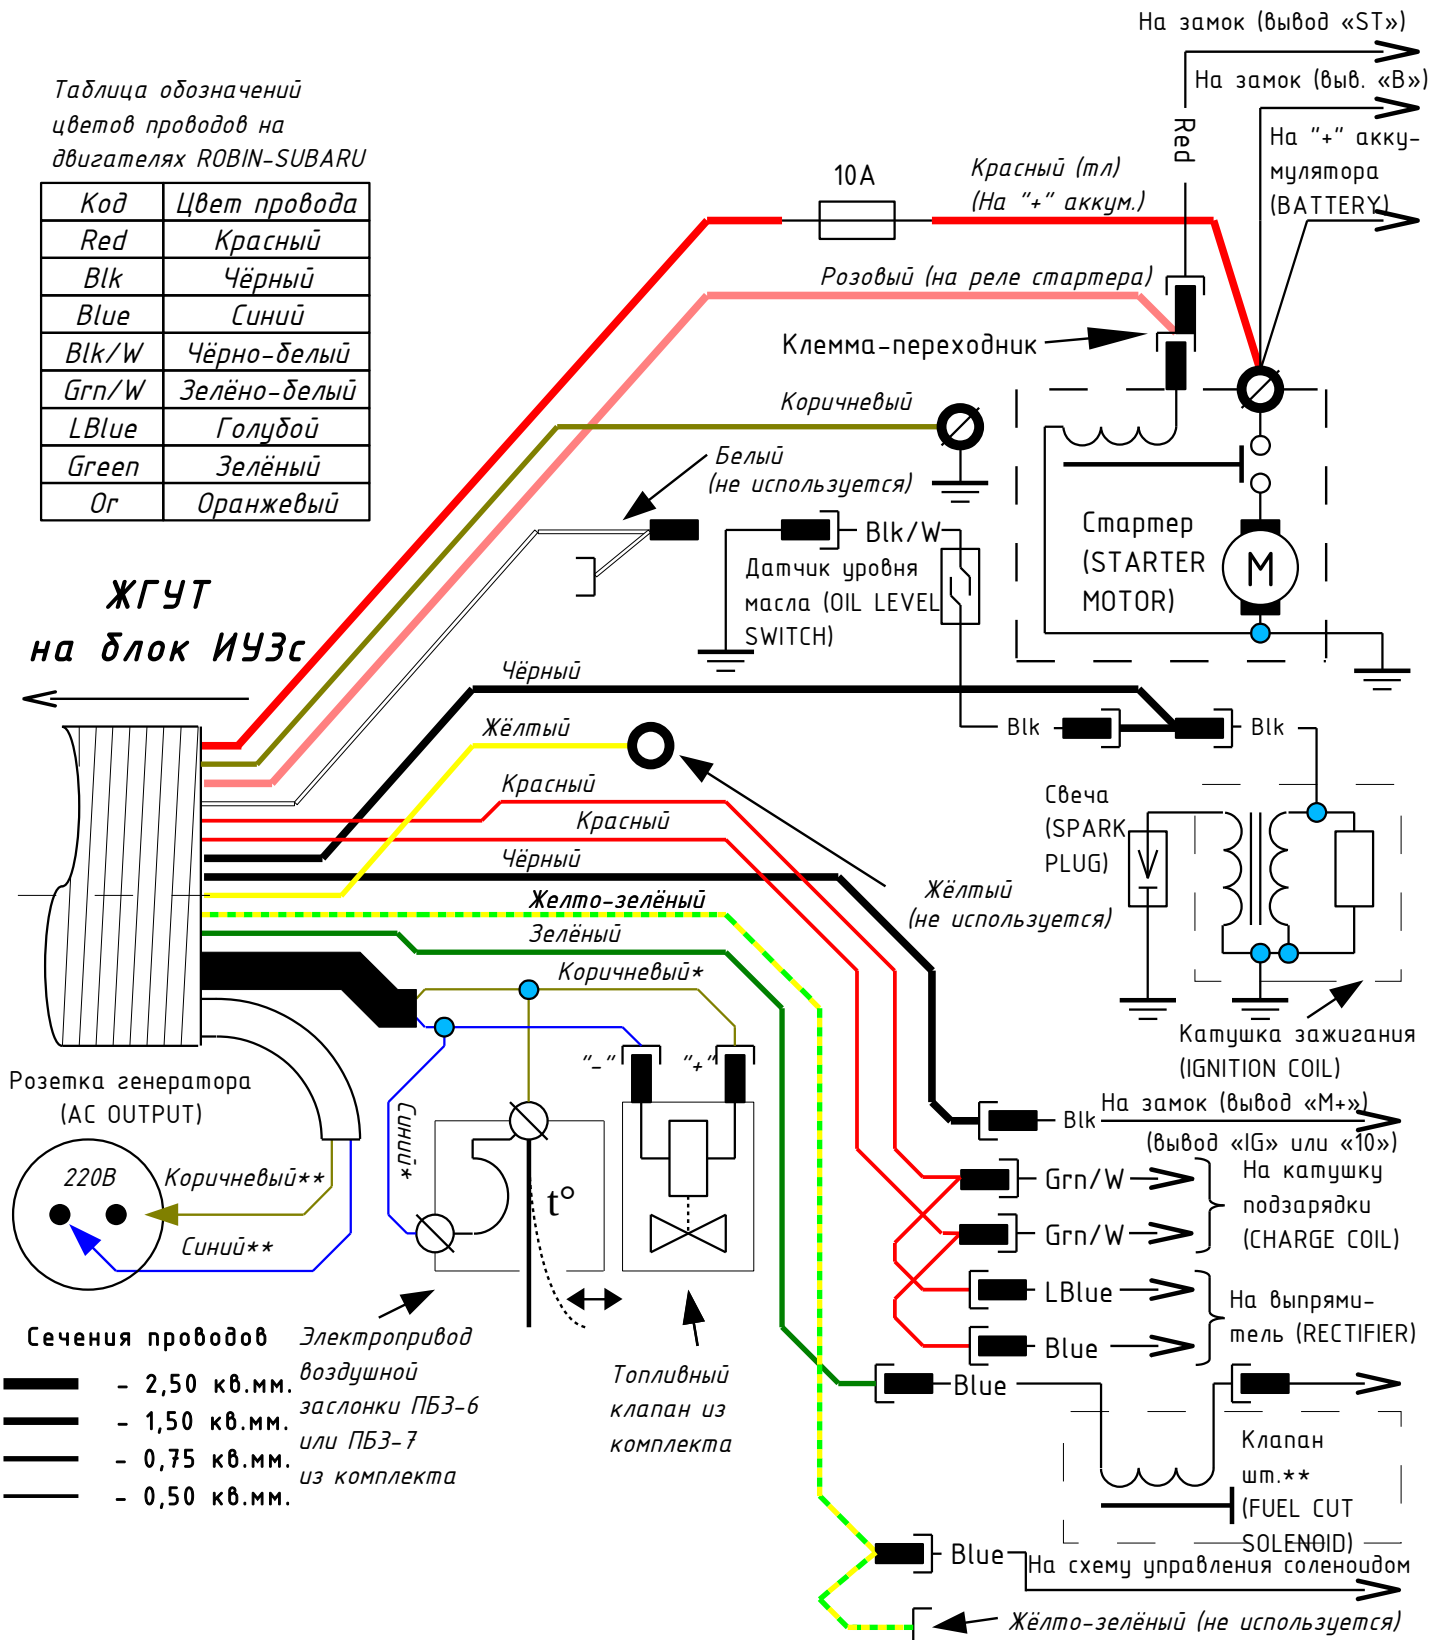 На замок (вывод «ST»)
На замок (выв. «B»)
На "+" акку-
мулятора
(BATTERY)
Red
Таблица обозначений
цветов проводов на
двигателях ROBIN-SUBARU
Код Цвет провода
Red Красный
Blk Чёрный
Blue Синий
Blk/W Чёрно-белый
Grn/W Зелёно-белый
LBlue Голубой
Green Зелёный
Or Оранжевый
10А
Красный (тл)
(На "+" аккум.)
Розовый (на реле стартера)
Клемма-переходник
Коричневый
Белый
(не используется)
Blk/W
Датчик уровня
масла (OIL LEVEL
SWITCH)
Стартер
(STARTER
MOTOR)
M
ЖГУТ
на блок ИУЗс
Чёрный
Жёлтый
Blk
Blk
Красный
Красный
Чёрный
Желто-зелёный
Зелёный
Коричневый*
Свеча
(SPARK
PLUG)
Жёлтый
(не используется)
Катушка зажигания
(IGNITION COIL)
Розетка генератора
(AC OUTPUT)
220В
Коричневый**
Синий**
Синий*
"-"
"+"
t°
Blk
На замок (вывод «M+»)
(вывод «IG» или «10»)
Grn/W
Grn/W
На катушку
подзарядки
(CHARGE COIL)
LBlue
Blue
На выпрями-
тель (RECTIFIER)
Blue
Сечения проводов
- 2,50 кв.мм.
- 1,50 кв.мм.
- 0,75 кв.мм.
- 0,50 кв.мм.
Электропривод
воздушной
заслонки ПБЗ-6
или ПБЗ-7
из комплекта
Топливный
клапан из
комплекта
Клапан
шт.**
(FUEL CUT
SOLENOID)
Blue
На схему управления соленоидом
Жёлто-зелёный (не используется)